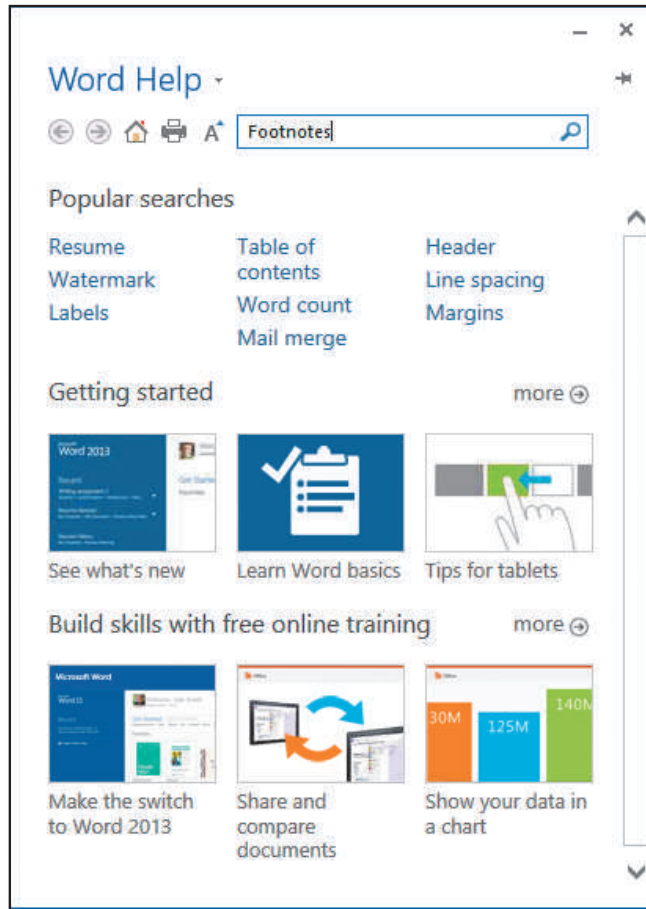 Word Help
Footnotes
Popular searches
Resume
Watermark
Labels
Table of
contents
Word count
Mail merge
Header
Line spacing
Margins
Getting started
more
Word 2013
Recent
See what's new
Learn Word basics
Tips for tablets
Build skills with free online training
more
Microsoft Word
Office
Office
30M
125M
140M
Make the switch
to Word 2013
Share and
compare
documents
Show your data in
a chart